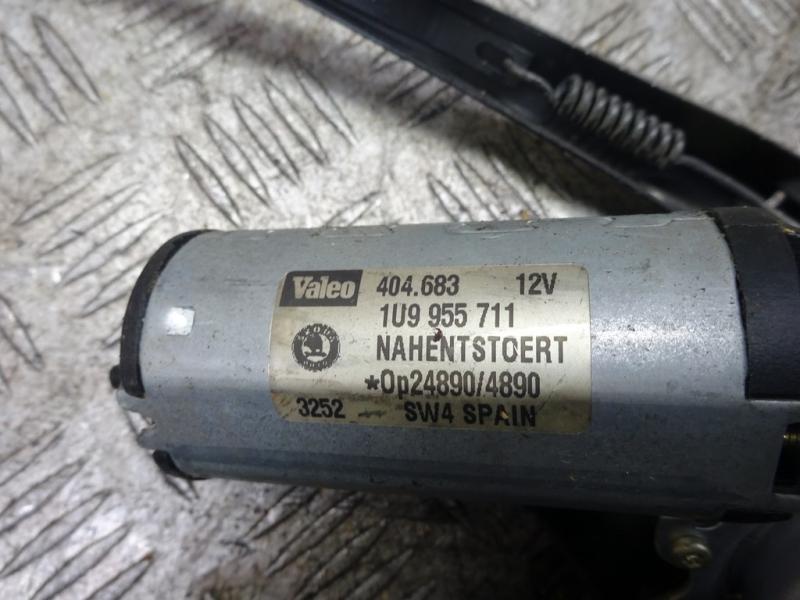 Valeo 404.683 12V
1U9 955 711
NAHENTSTOERT
*Op24890/4890
3252 SW4 SPAIN